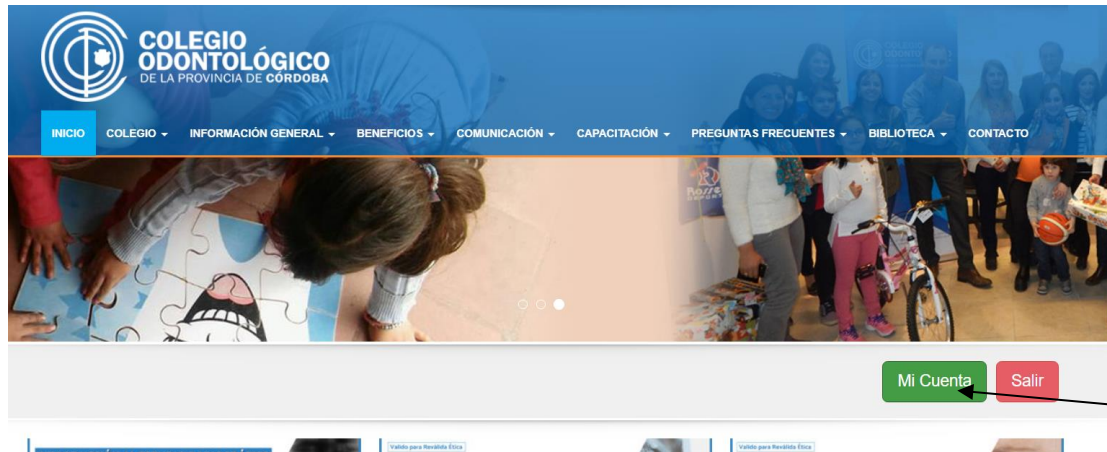 COLEGIO
ODONTOLÓGICO
DE LA PROVINCIA DE CÓRDOBA
INICIO COLEGIO INFORMACIÓN GENERAL BENEFICIOS COMUNICACIÓN CAPACITACIÓN PREGUNTAS FRECUENTES BIBLIOTECA CONTACTO
Mi Cuenta Salir
Valido para Reválida Ética Valido para Reválida Ética